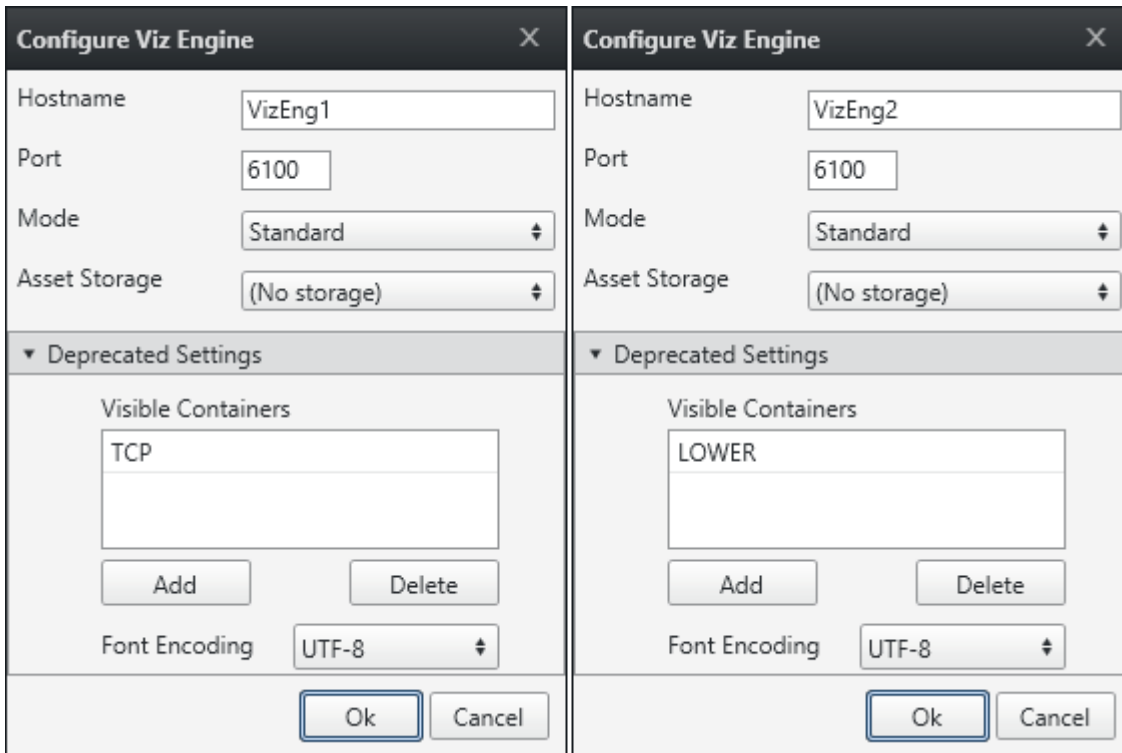 Configure Viz Engine X
Hostname VizEng1
Port 6100
Mode Standard
Asset Storage (No storage)
Deprecated Settings
Visible Containers
TCP
Add Delete
Font Encoding UTF-8
Ok Cancel
Configure Viz Engine X
Hostname VizEng2
Port 6100
Mode Standard
Asset Storage (No storage)
Deprecated Settings
Visible Containers
LOWER
Add Delete
Font Encoding UTF-8
Ok Cancel